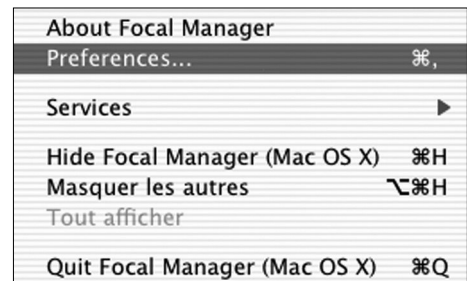 About Focal Manager
Preferences... ⌘,
Services ▶
Hide Focal Manager (Mac OS X) ⌘H
Masquer les autres ⌥⌘H
Tout afficher
Quit Focal Manager (Mac OS X) ⌘Q